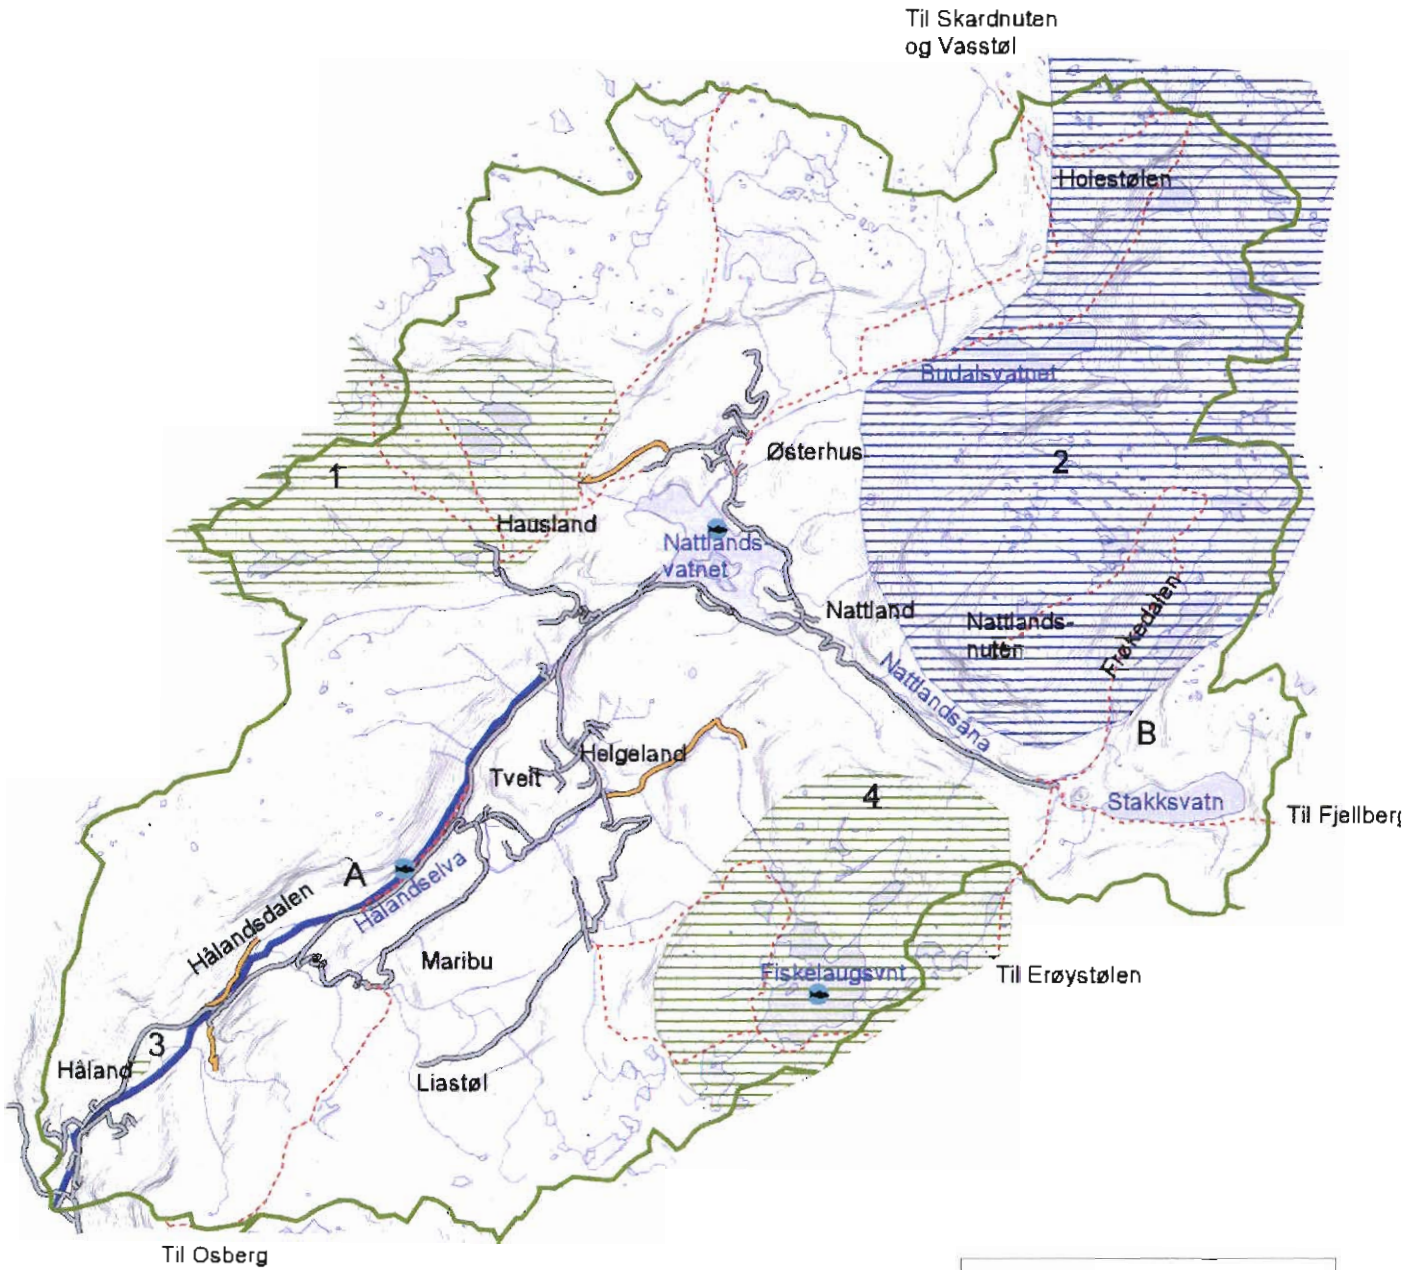 Til Skardnuten
og Vasstøl
Holestølen
Budalsvatnet
1
Østerhus
2
Hausland
Nattlands-
vatnet
Nattland
Nattlands-
nuten
Frøkedalen
Nattlandsåna
B
Helgeland
Tveit
4
Stakksvatn
Til Fjellberg
A
Hålandselva
Hålandsdalen
Maribu
Fiskelaugsvnt
Til Erøystølen
3
Håland
Liastøl
Til Osberg